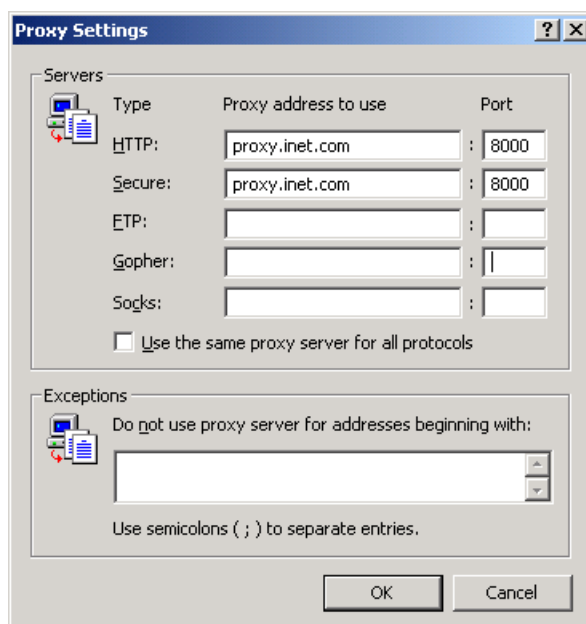 Proxy Settings
Servers
Type Proxy address to use Port
HTTP: proxy.inet.com : 8000
Secure: proxy.inet.com : 8000
FTP: :
Gopher: :
Socks: :
Use the same proxy server for all protocols
Exceptions
Do not use proxy server for addresses beginning with:
Use semicolons ( ; ) to separate entries.
OK Cancel